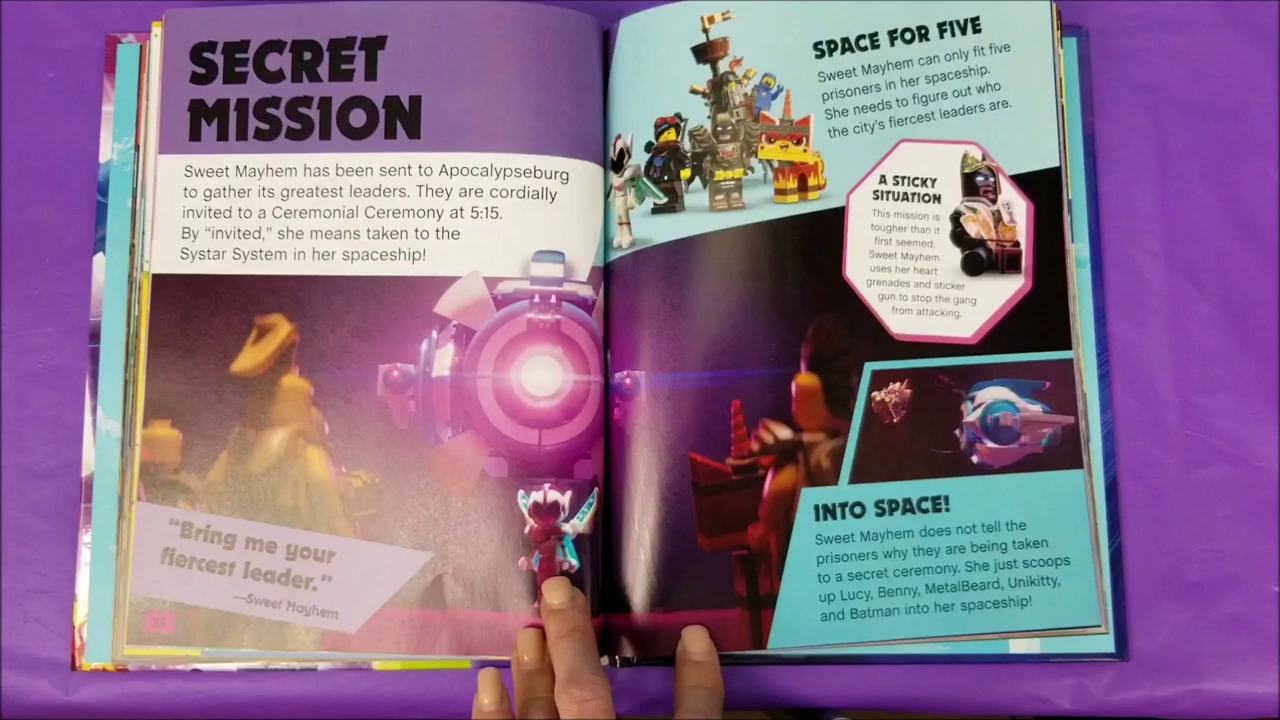 SECRET
MISSION
Sweet Mayhem has been sent to Apocalypseburg
to gather its greatest leaders. They are cordially
invited to a Ceremonial Ceremony at 5:15.
By “invited,” she means taken to the
Systar System in her spaceship!
“Bring me your
fiercest leader.”
—Sweet Mayhem
SPACE FOR FIVE
Sweet Mayhem can only fit five
prisoners in her spaceship.
She needs to figure out who
the city's fiercest leaders are.
A STICKY
SITUATION
This mission is
tougher than it
first seemed.
Sweet Mayhem
uses her heart
grenades and sticker
gun to stop the gang
from attacking.
INTO SPACE!
Sweet Mayhem does not tell the
prisoners why they are being taken
to a secret ceremony. She just scoops
up Lucy, Benny, MetalBeard, Unikitty,
and Batman into her spaceship!